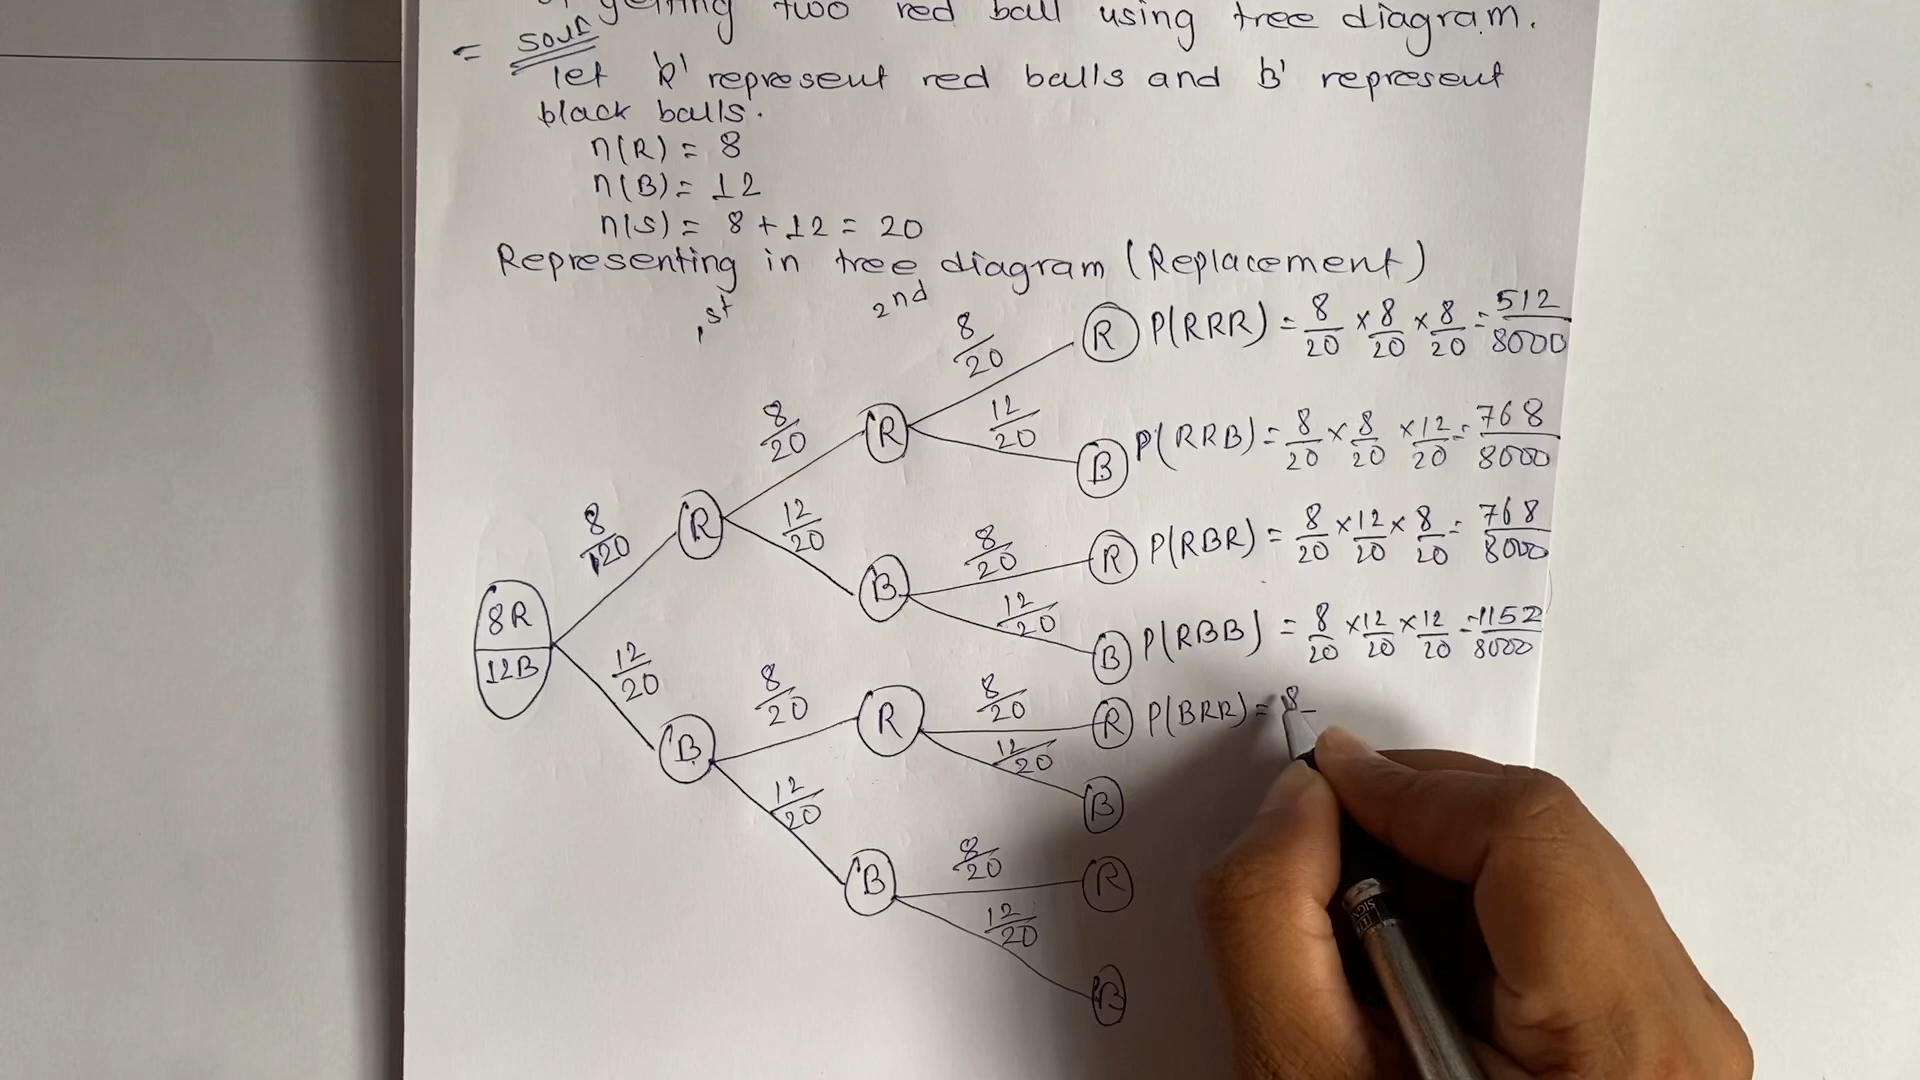 getting two red ball using tree diagram.
= Soln
let 'R' represent red balls and 'B' represent
black balls.
n(R) = 8
n(B) = 12
n(S) = 8 + 12 = 20
Representing in tree diagram (Replacement)
1st 2nd
8/20 R P(RRR) = 8/20 × 8/20 × 8/20 = 512/8000
8/20 R 12/20 B P(RRB) = 8/20 × 8/20 × 12/20 = 768/8000
8/20 R 12/20 B 8/20 R P(RBR) = 8/20 × 12/20 × 8/20 = 768/8000
12/20 B P(RBB) = 8/20 × 12/20 × 12/20 = 1152/8000
8R
12B
12/20 B 8/20 R 8/20 R P(BRR) = 8
12/20 B
12/20 B 8/20 R
12/20 B